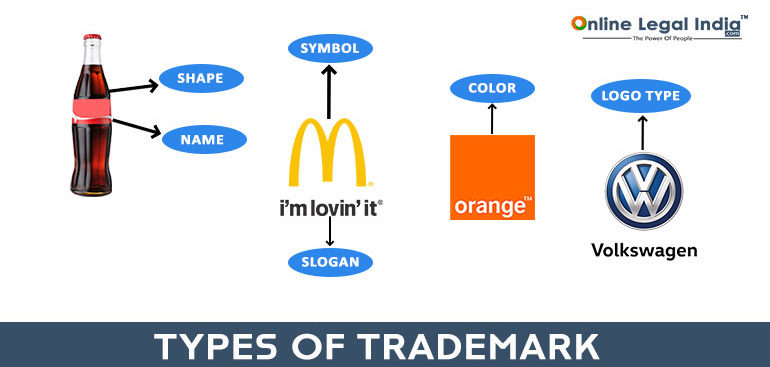 Online Legal India™
.com
The Power Of People
SHAPE
NAME
SYMBOL
i'm lovin' it®
SLOGAN
COLOR
orange™
LOGO TYPE
Volkswagen
TYPES OF TRADEMARK